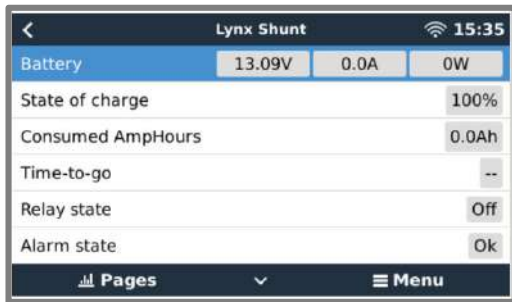 Lynx Shunt 15:35
Battery 13.09V 0.0A 0W
State of charge 100%
Consumed AmpHours 0.0Ah
Time-to-go --
Relay state Off
Alarm state Ok
Pages Menu